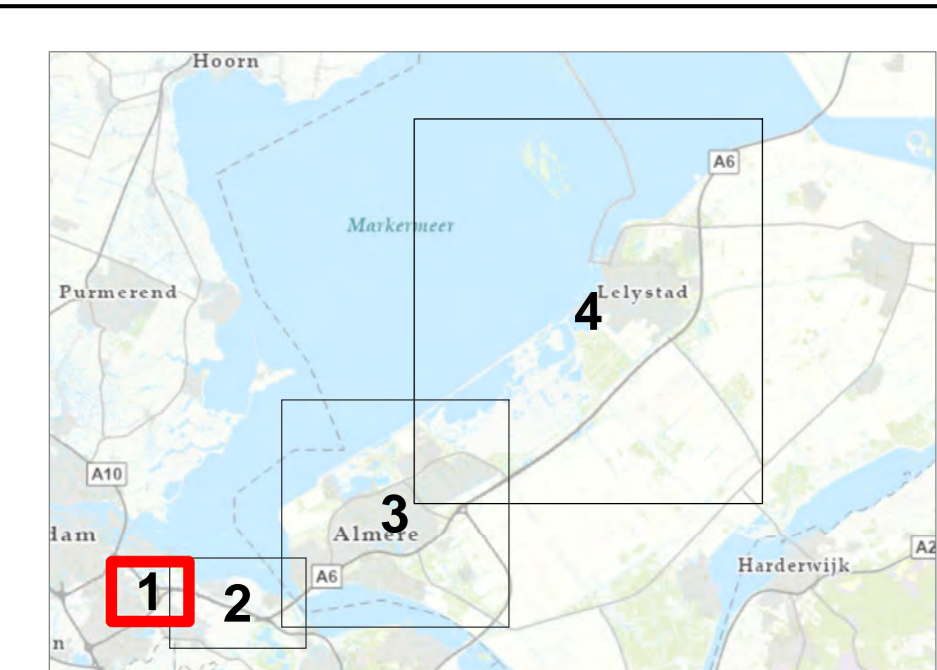 Hoorn
A6
Markermeer
Purmerend
Lelystad
4
A10
3
dam
Almere
A2
Harderwijk
1
A6
2
n